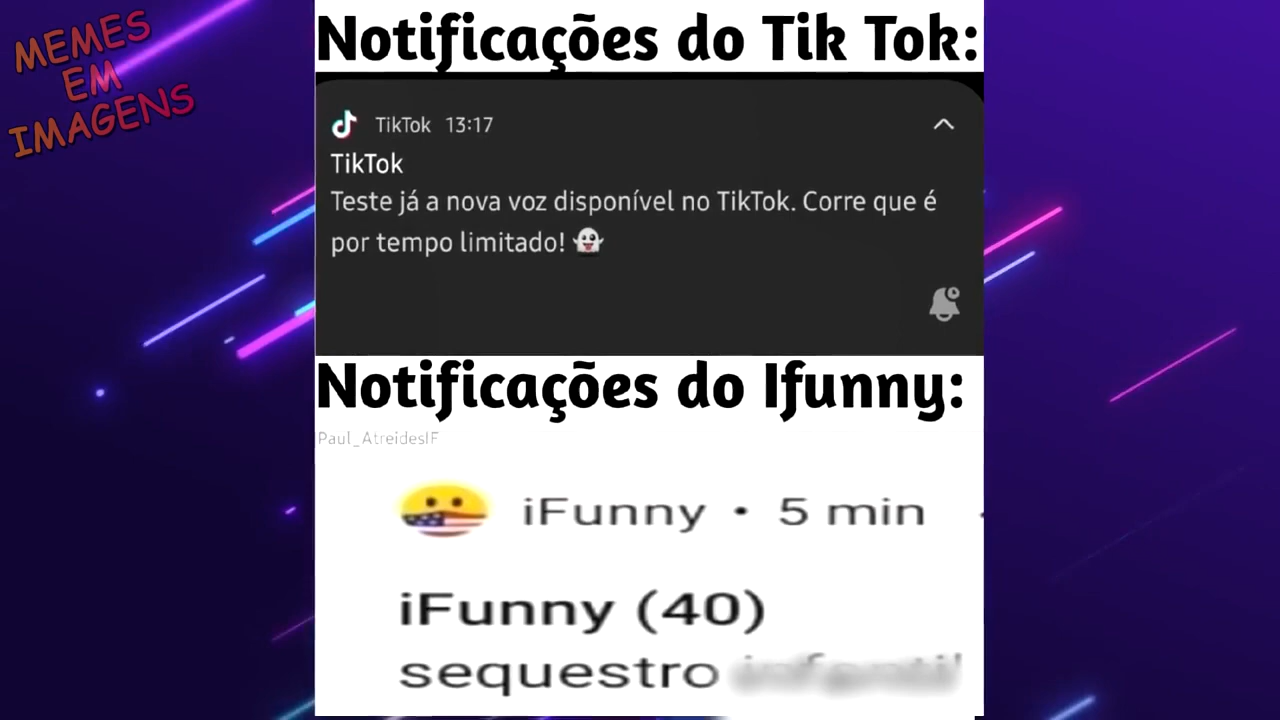 MEMES
EM
IMAGENS
Notificações do Tik Tok:
TikTok 13:17
TikTok
Teste já a nova voz disponível no TikTok. Corre que é
por tempo limitado! 👻
Notificações do Ifunny:
Paul_AtreidesIF
iFunny • 5 min
iFunny (40)
sequestro